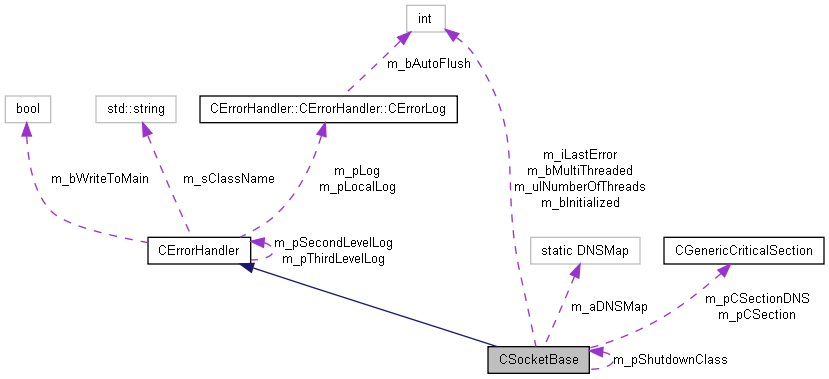 int
m_bAutoFlush
bool
std::string
CErrorHandler::CErrorHandler::CErrorLog
m_iLastError
m_bMultiThreaded
m_ulNumberOfThreads
m_bInitialized
m_bWriteToMain
m_sClassName
m_pLog
m_pLocalLog
CErrorHandler
m_pSecondLevelLog
m_pThirdLevelLog
static DNSMap
CGenericCriticalSection
m_aDNSMap
m_pCSectionDNS
m_pCSection
CSocketBase
m_pShutdownClass